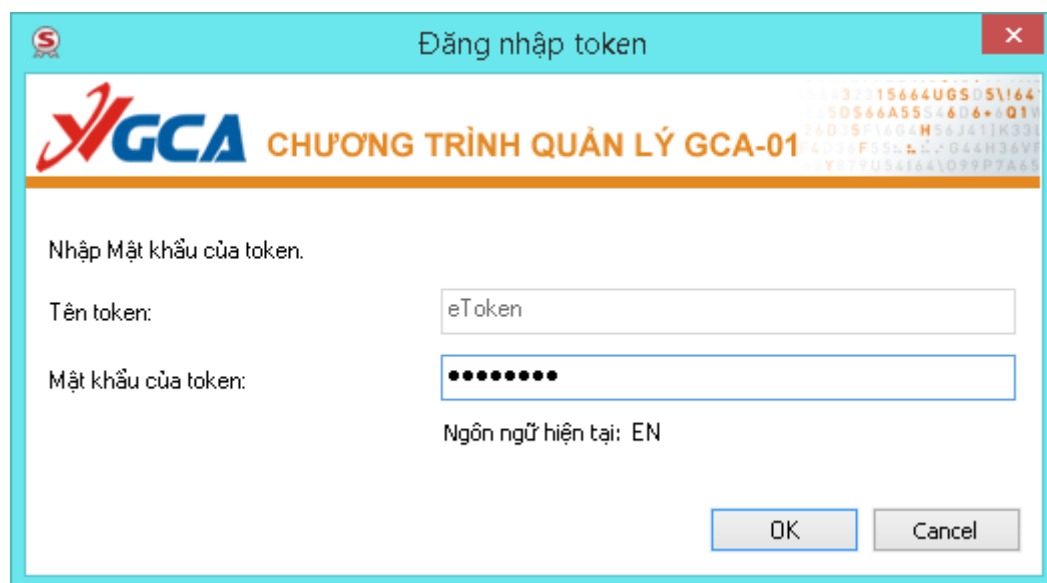 Đăng nhập token
GCA CHƯƠNG TRÌNH QUẢN LÝ GCA-01
Nhập Mật khẩu của token.
Tên token: eToken
Mật khẩu của token:
Ngôn ngữ hiện tại: EN
OK Cancel